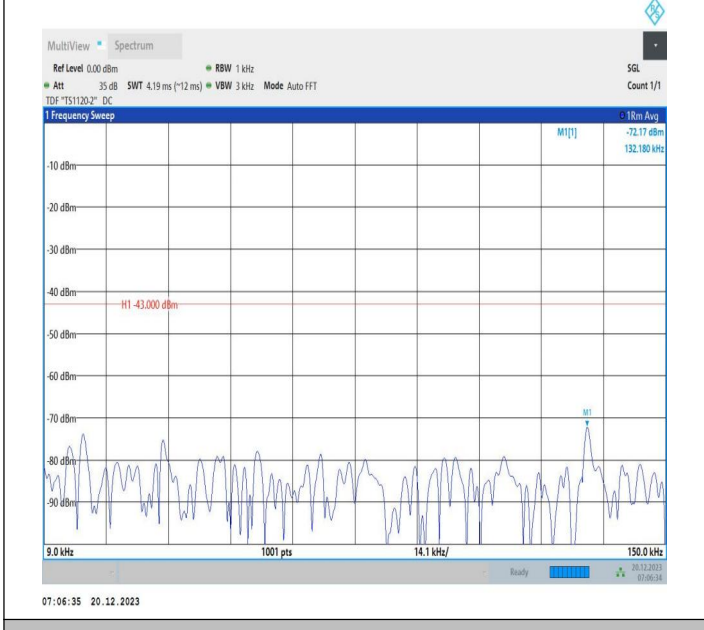 MultiView Spectrum
Ref Level 0.00 dBm RBW 1 kHz SGL
Att 35 dB SWT 4.19 ms (~12 ms) VBW 3 kHz Mode Auto FFT Count 1/1
TDF "TS1120-2" DC
1 Frequency Sweep 1Rm Avg
M1[1] -72.17 dBm
132.180 kHz
-10 dBm
-20 dBm
-30 dBm
-40 dBm
H1 -43.000 dBm
-50 dBm
-60 dBm
-70 dBm
M1
-80 dBm
-90 dBm
9.0 kHz 1001 pts 14.1 kHz/ 150.0 kHz
Ready 20.12.2023
07:06:34
07:06:35 20.12.2023